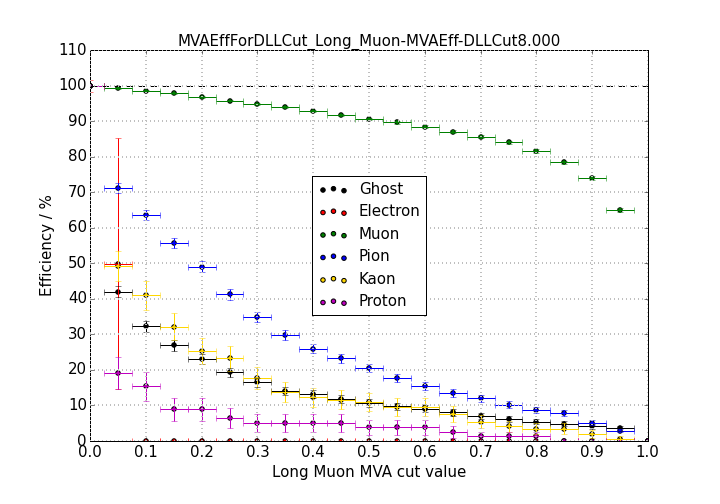 MVAEffForDLLCut_Long_Muon-MVAEff-DLLCut8.000
110
100
90
80
70
60
50
40
30
20
10
0
Efficiency / %
Ghost
Electron
Muon
Pion
Kaon
Proton
0.0 0.1 0.2 0.3 0.4 0.5 0.6 0.7 0.8 0.9 1.0
Long Muon MVA cut value